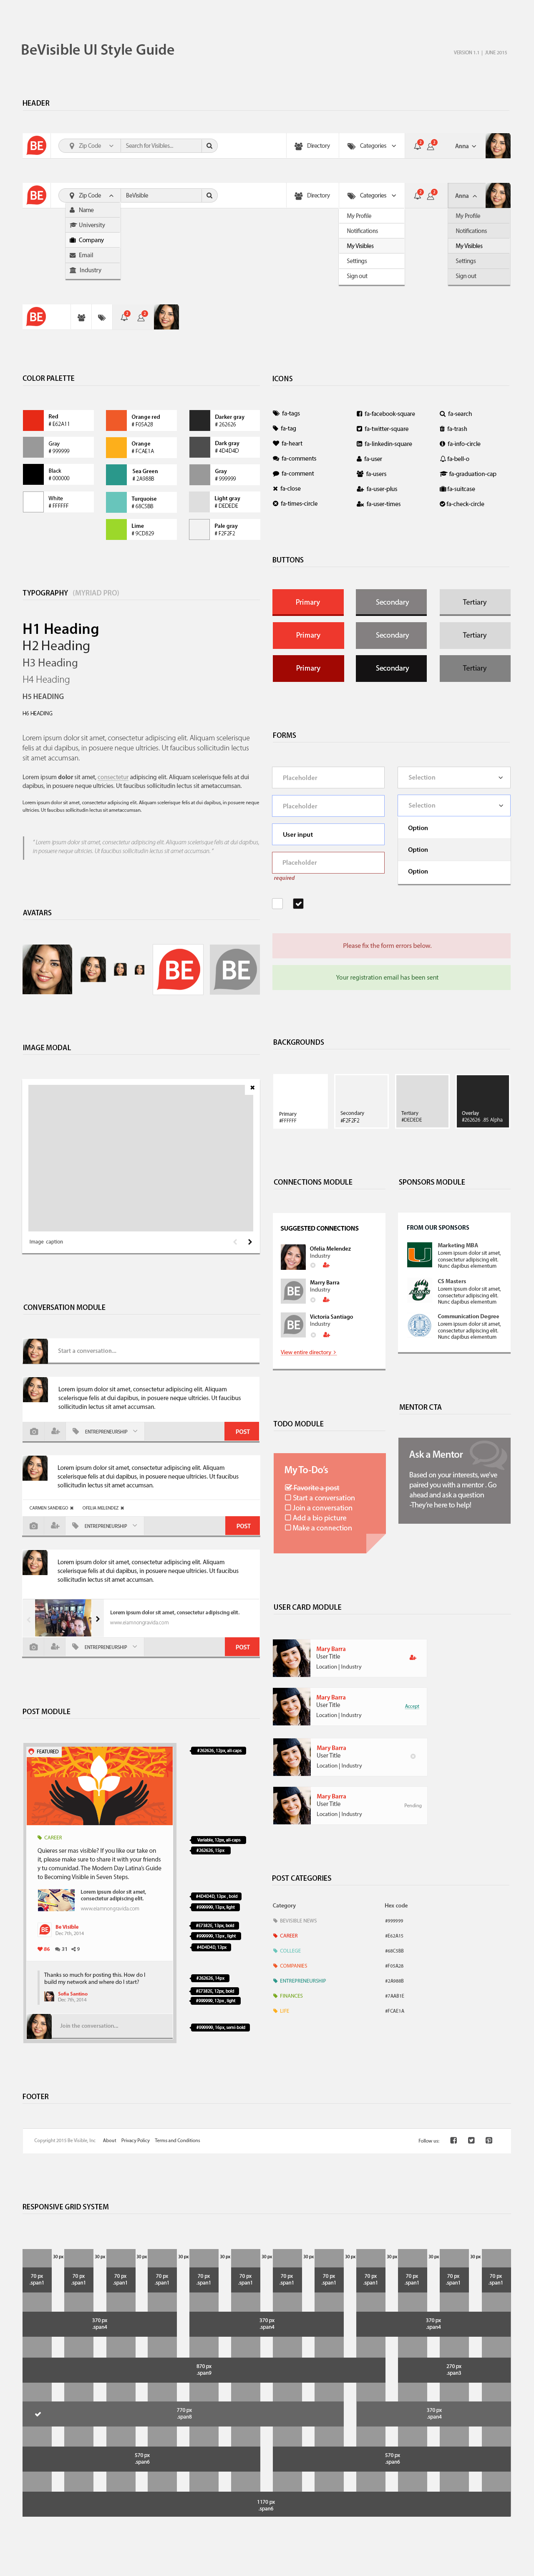 BeVisible UI Style Guide
VERSION 1.1 | JUNE 2015
HEADER
BE
Zip Code
Search for Visibles...
Directory
Categories
Anna
BE
Zip Code
BeVisible
Directory
Categories
Anna
Name
University
Company
Email
Industry
My Profile
Notifications
My Visibles
Settings
Sign out
My Profile
Notifications
My Visibles
Settings
Sign out
BE
COLOR PALETTE
Red
# E62A11
Gray
# 999999
Black
# 000000
White
# FFFFFF
Orange red
# F05A28
Orange
# FCAE1A
Sea Green
# 2A988B
Turquoise
# 68C5BB
Lime
# 9CD829
Darker gray
# 262626
Dark gray
# 4D4D4D
Gray
# 999999
Light gray
# DEDEDE
Pale gray
# F2F2F2
ICONS
fa-tags
fa-tag
fa-heart
fa-comments
fa-comment
fa-close
fa-times-circle
fa-facebook-square
fa-twitter-square
fa-linkedin-square
fa-user
fa-users
fa-user-plus
fa-user-times
fa-search
fa-trash
fa-info-circle
fa-bell-o
fa-graduation-cap
fa-suitcase
fa-check-circle
BUTTONS
Primary
Secondary
Tertiary
Primary
Secondary
Tertiary
Primary
Secondary
Tertiary
TYPOGRAPHY (MYRIAD PRO)
H1 Heading
H2 Heading
H3 Heading
H4 Heading
H5 HEADING
H6 HEADING
Lorem ipsum dolor sit amet, consectetur adipiscing elit. Aliquam scelerisque
felis at dui dapibus, in posuere neque ultricies. Ut faucibus sollicitudin lectus
sit amet accumsan.
Lorem ipsum dolor sit amet, consectetur adipiscing elit. Aliquam scelerisque felis at dui
dapibus, in posuere neque ultricies. Ut faucibus sollicitudin lectus sit amet accumsan.
Lorem ipsum dolor sit amet, consectetur adipiscing elit. Aliquam scelerisque felis at dui dapibus, in posuere neque
ultricies. Ut faucibus sollicitudin lectus sit ametaccumsan.
"Lorem ipsum dolor sit amet, consectetur adipiscing elit. Aliquam scelerisque felis at dui dapibus,
in posuere neque ultricies. Ut faucibus sollicitudin lectus sit amet accumsan. "
FORMS
Placeholder
Placeholder
User input
Placeholder
required
Selection
Selection
Option
Option
Option
Please fix the form errors below.
Your registration email has been sent
AVATARS
BE
BE
IMAGE MODAL
Image caption
BACKGROUNDS
Primary
#FFFFFF
Secondary
#F2F2F2
Tertiary
#DEDEDE
Overlay
#262626 .85 Alpha
CONNECTIONS MODULE
SUGGESTED CONNECTIONS
Ofelia Melendez
Industry
BE
Marry Barra
Industry
BE
Victoria Santiago
Industry
View entire directory >
SPONSORS MODULE
FROM OUR SPONSORS
Marketing MBA
Lorem ipsum dolor sit amet,
consectetur adipiscing elit.
Nunc dapibus elementum
CS Masters
Lorem ipsum dolor sit amet,
consectetur adipiscing elit.
Nunc dapibus elementum
Communication Degree
Lorem ipsum dolor sit amet,
consectetur adipiscing elit.
Nunc dapibus elementum
CONVERSATION MODULE
Start a conversation...
Lorem ipsum dolor sit amet, consectetur adipiscing elit. Aliquam
scelerisque felis at dui dapibus, in posuere neque ultricies. Ut faucibus
sollicitudin lectus sit amet accumsan.
ENTREPRENEURSHIP
POST
Lorem ipsum dolor sit amet, consectetur adipiscing elit. Aliquam
scelerisque felis at dui dapibus, in posuere neque ultricies. Ut faucibus
sollicitudin lectus sit amet accumsan.
CARMEN SANDIEGO
OFELIA MELENDEZ
ENTREPRENEURSHIP
POST
Lorem ipsum dolor sit amet, consectetur adipiscing elit. Aliquam
scelerisque felis at dui dapibus, in posuere neque ultricies. Ut faucibus
sollicitudin lectus sit amet accumsan.
Lorem ipsum dolor sit amet, consectetur adipiscing elit.
www.etiamnongravida.com
ENTREPRENEURSHIP
POST
TODO MODULE
My To-Do's
Favorite a post
Start a conversation
Join a conversation
Add a bio picture
Make a connection
MENTOR CTA
Ask a Mentor
Based on your interests, we've
paired you with a mentor . Go
ahead and ask a question
-They're here to help!
USER CARD MODULE
Mary Barra
User Title
Location | Industry
Mary Barra
User Title
Location | Industry
Accept
Mary Barra
User Title
Location | Industry
Mary Barra
User Title
Location | Industry
Pending
POST MODULE
FEATURED
CAREER
Quieres ser mas visible? If you like our take on
it, please make sure to share it with your friends
y tu comunidad. The Modern Day Latina's Guide
to Becoming Visible in Seven Steps.
Lorem ipsum dolor sit amet,
consectetur adipiscing elit.
www.etiamnongravida.com
BE
Be Visible
Dec 7th, 2014
86
31
9
Thanks so much for posting this. How do I
build my network and where do I start?
Sofia Santino
Dec 7th, 2014
Join the conversation...
#262626, 12px, all-caps
Variable, 12px, all-caps
#262626, 15px
#4D4D4D, 13px , bold
#999999, 13px, light
#E7382E, 13px, bold
#999999, 13px , light
#4D4D4D, 13px
#262626, 14px
#E7382E, 12px, bold
#999999, 12px , light
#999999, 16px, semi-bold
POST CATEGORIES
Category
Hex code
BEVISIBLE NEWS
#999999
CAREER
#E62A15
COLLEGE
#68C5BB
COMPANIES
#F05A28
ENTREPRENEURSHIP
#2A988B
FINANCES
#7AAB1E
LIFE
#FCAE1A
FOOTER
Copyright 2015 Be Visible, Inc
About
Privacy Policy
Terms and Conditions
Follow us:
RESPONSIVE GRID SYSTEM
30 px 30 px 30 px 30 px 30 px 30 px 30 px 30 px 30 px 30 px 30 px
70 px 70 px 70 px 70 px 70 px 70 px 70 px 70 px 70 px 70 px 70 px 70 px
.span1 .span1 .span1 .span1 .span1 .span1 .span1 .span1 .span1 .span1 .span1 .span1
370 px 370 px 370 px
.span4 .span4 .span4
870 px 270 px
.span9 .span3
770 px 370 px
.span8 .span4
570 px 570 px
.span6 .span6
1170 px
.span6